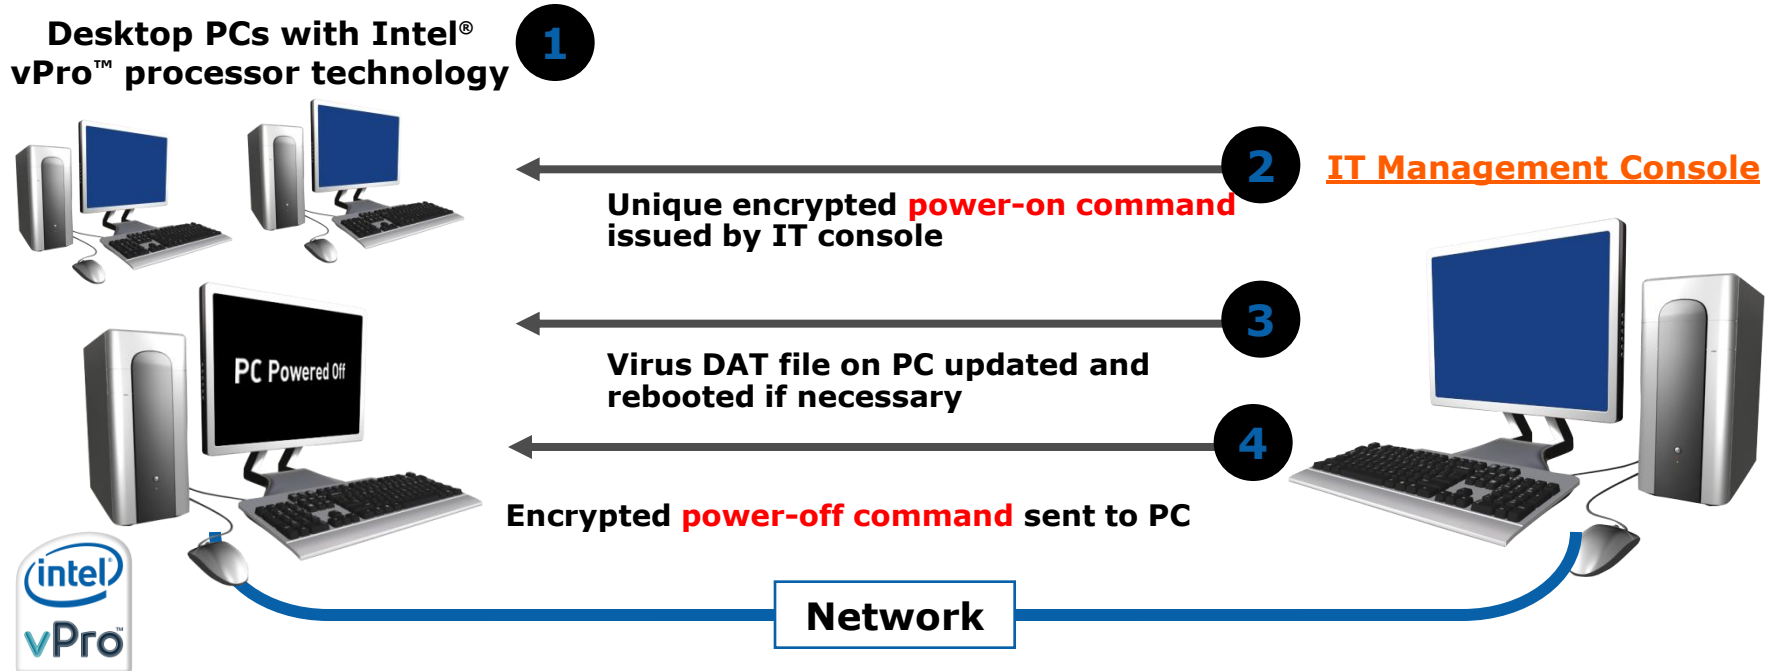 Desktop PCs with Intel®
vPro™ processor technology
1
2
IT Management Console
Unique encrypted power-on command
issued by IT console
3
PC Powered Off
Virus DAT file on PC updated and
rebooted if necessary
4
Encrypted power-off command sent to PC
intel®
vPro™
Network